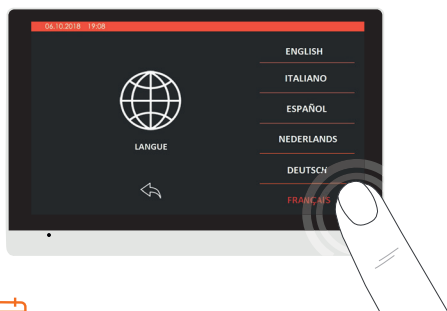 06.10.2018 19:08
ENGLISH
ITALIANO
ESPAÑOL
LANGUE
NEDERLANDS
DEUTSCH
FRANÇAIS